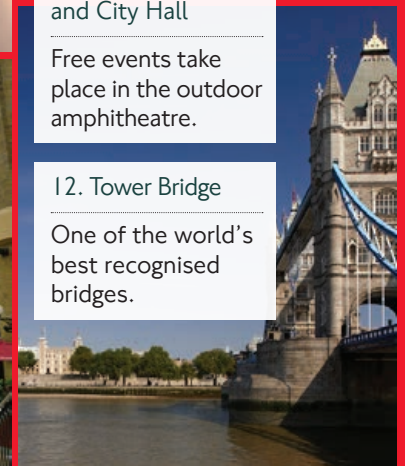 and City Hall
Free events take
place in the outdoor
amphitheatre.
12. Tower Bridge
One of the world's
best recognised
bridges.